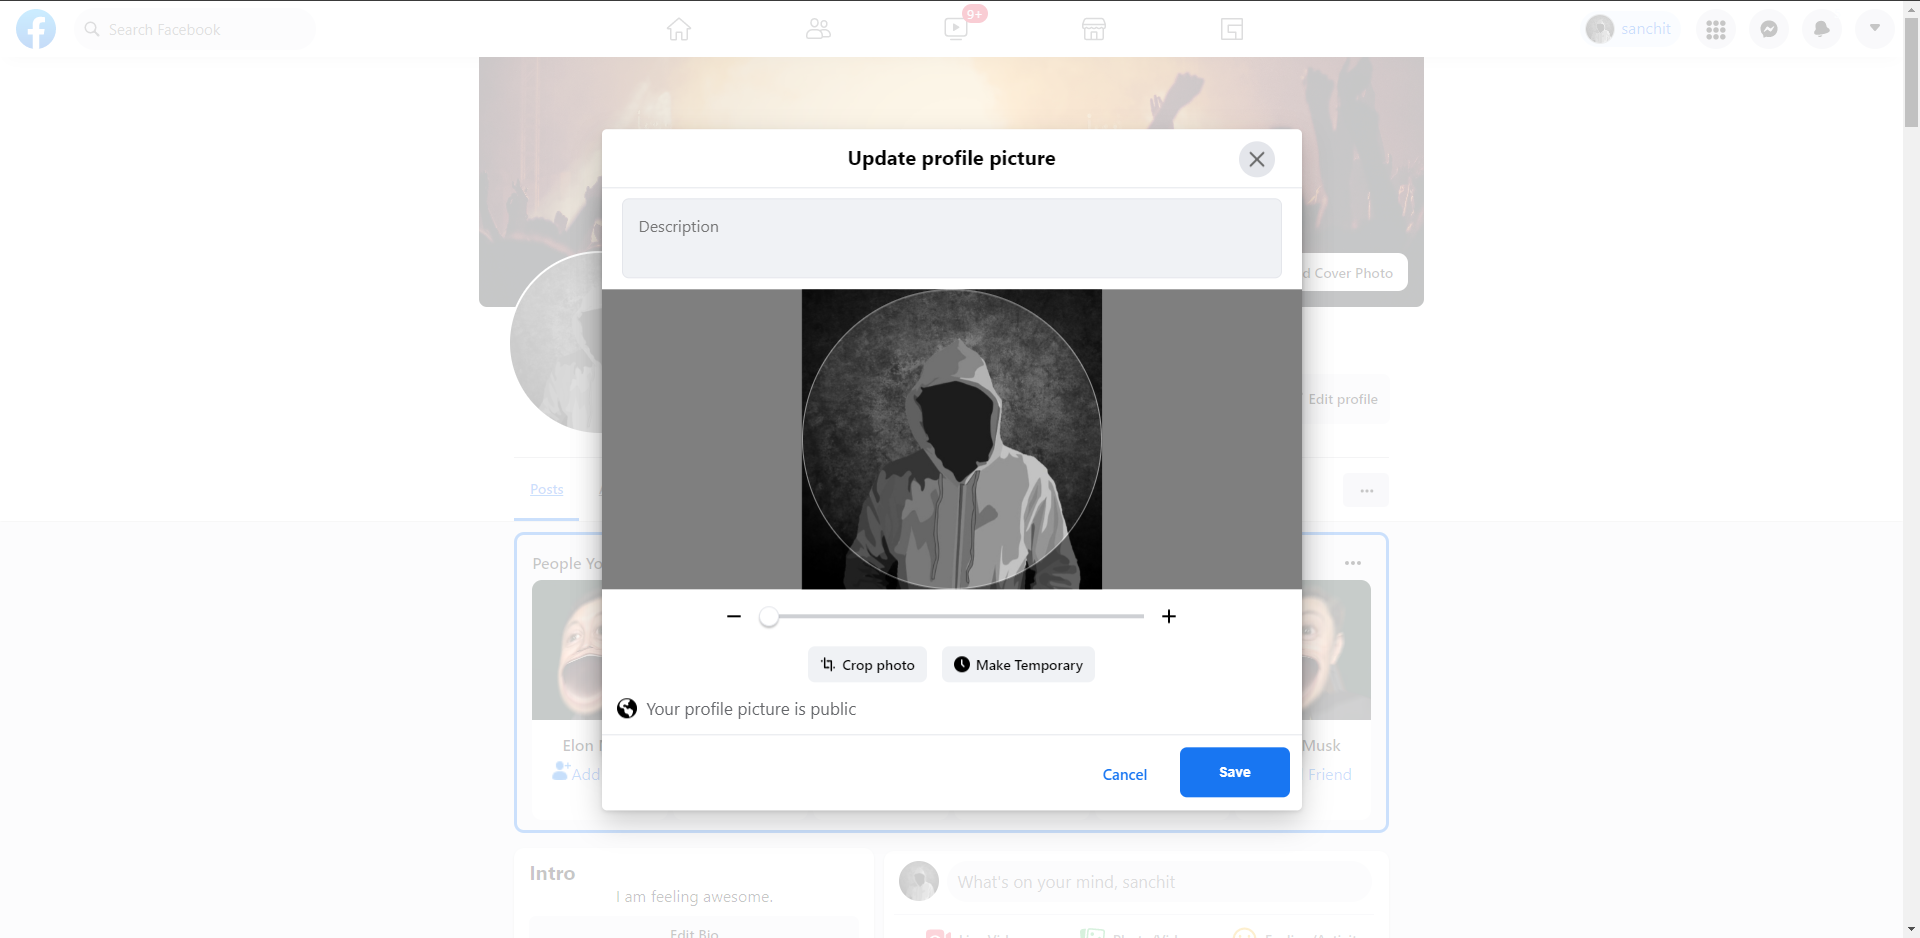 Search Facebook
9+
sanchit
Update profile picture
Description
d Cover Photo
Edit profile
Posts
People Yo
Crop photo
Make Temporary
Your profile picture is public
Elon
Musk
Add
Friend
Cancel
Save
Intro
I am feeling awesome.
Edit Bio
What's on your mind, sanchit